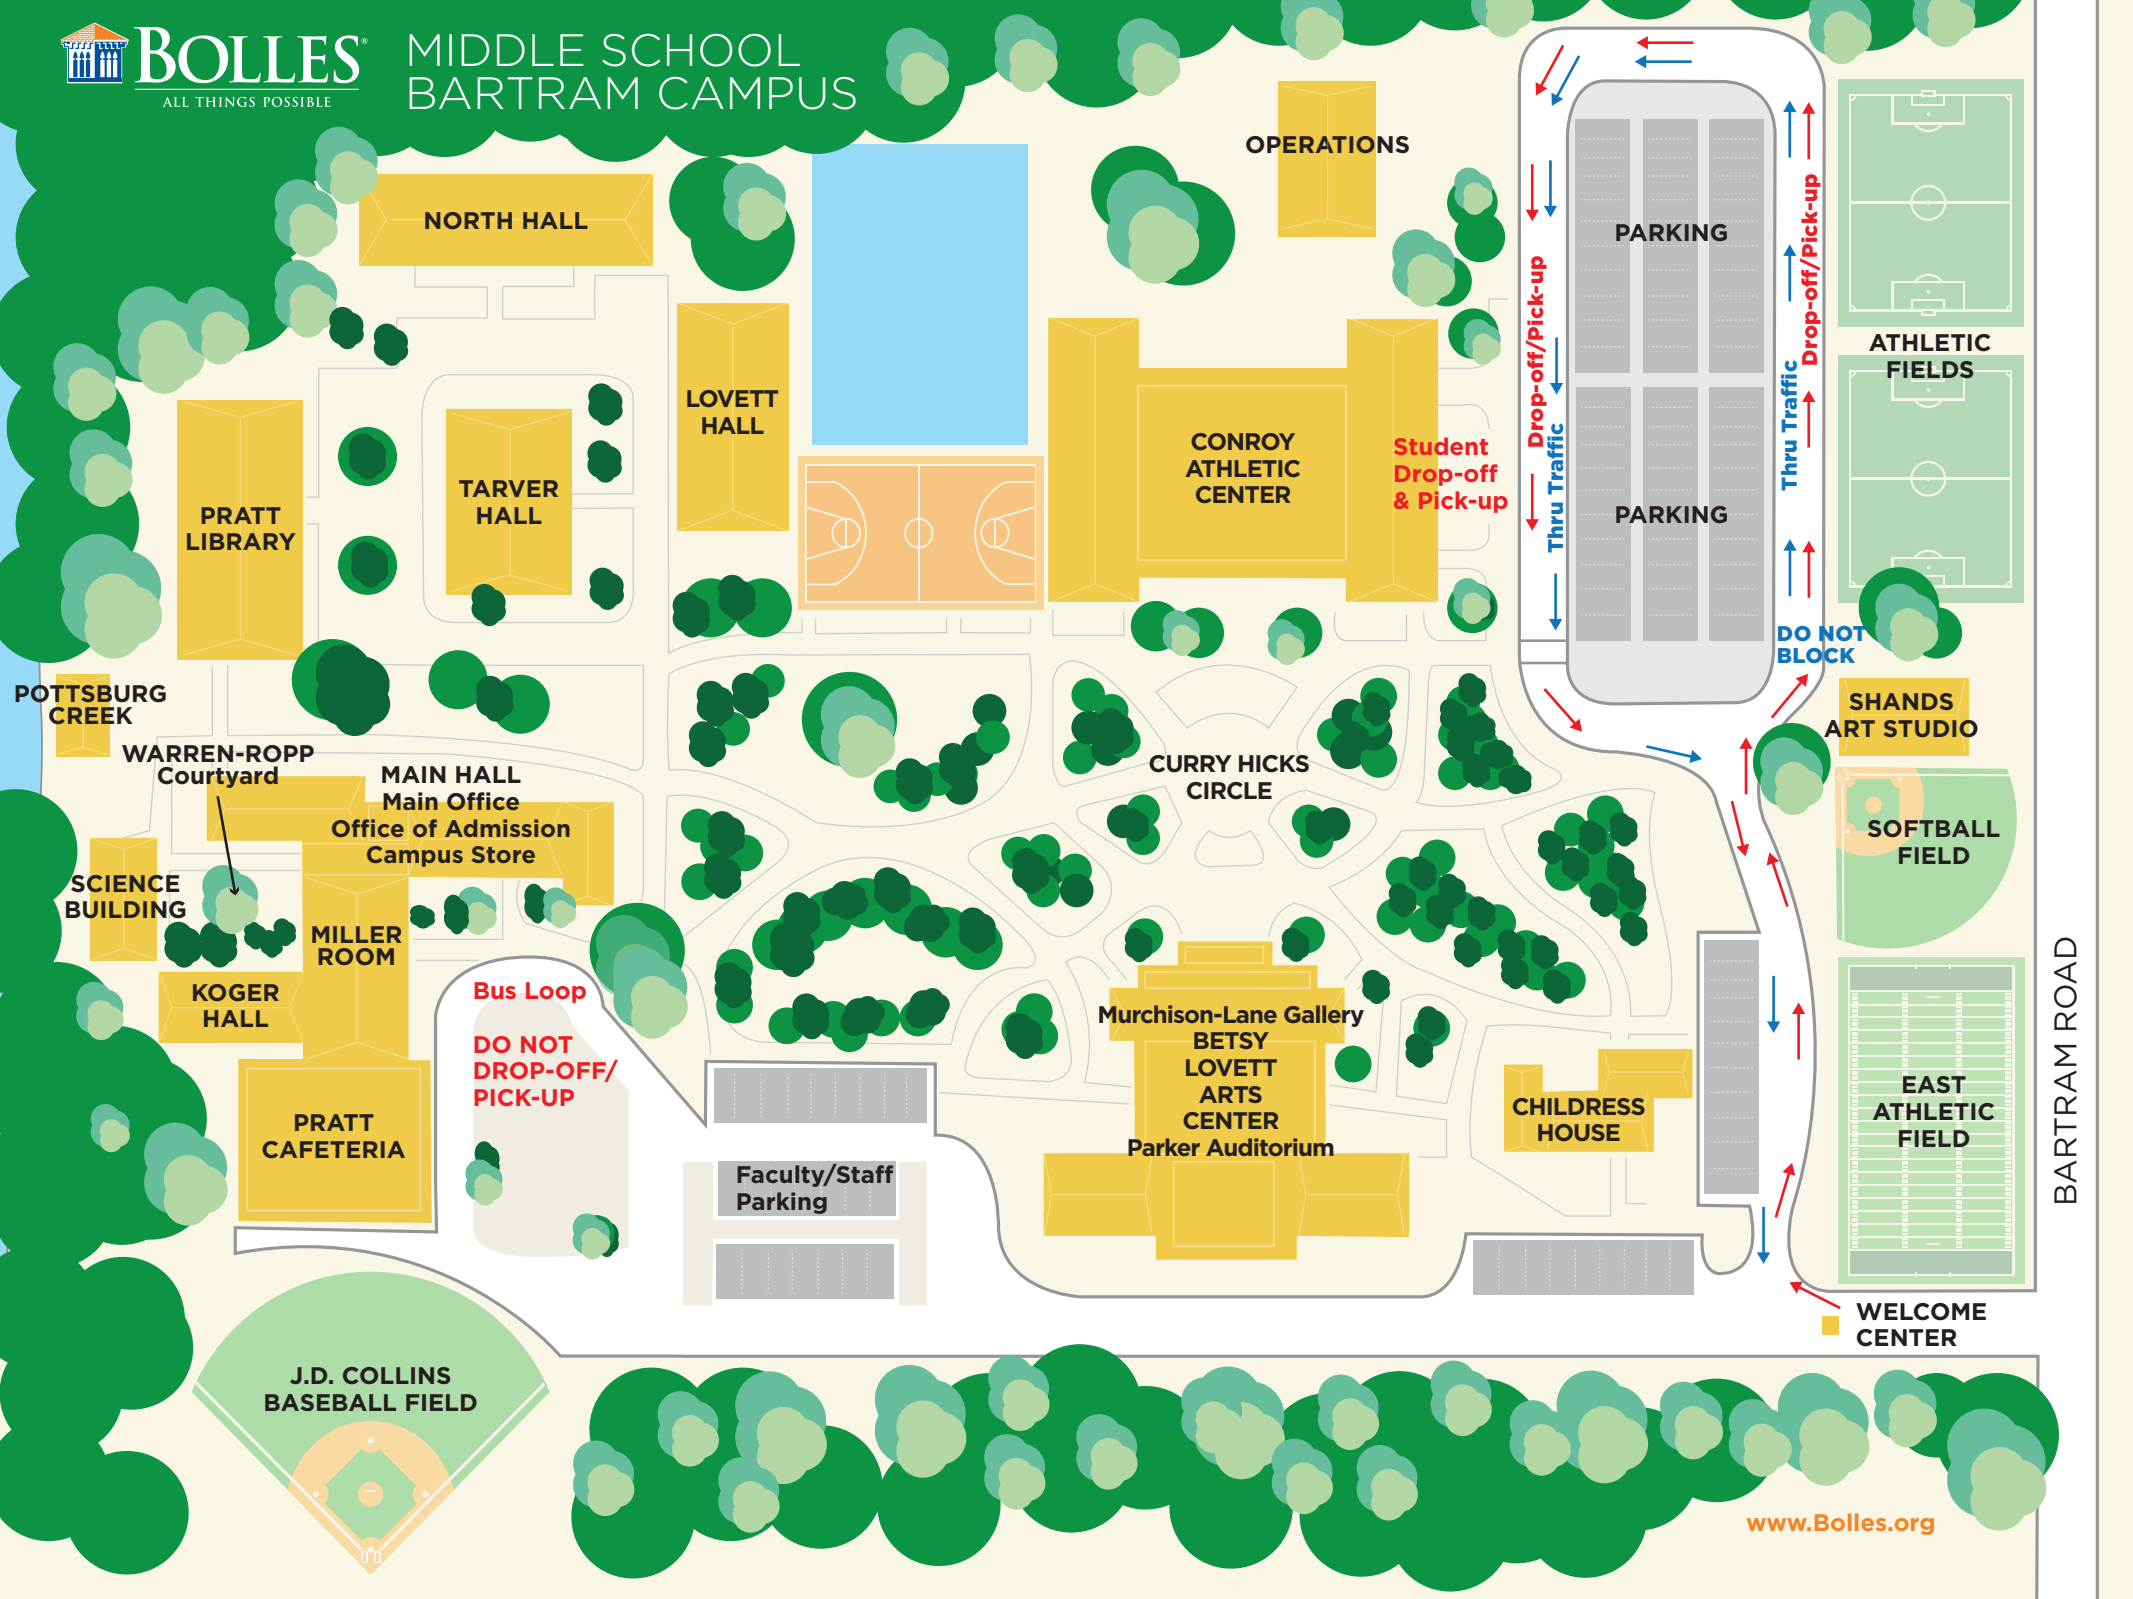 BOLLES®
ALL THINGS POSSIBLE
MIDDLE SCHOOL
BARTRAM CAMPUS
OPERATIONS
NORTH HALL
PARKING
Drop-off/Pick-up
Drop-off/Pick-up
ATHLETIC
FIELDS
LOVETT
HALL
CONROY
ATHLETIC
CENTER
Student
Drop-off
& Pick-up
Thru Traffic
Thru Traffic
PARKING
TARVER
HALL
PRATT
LIBRARY
DO NOT
BLOCK
POTTSBURG
CREEK
SHANDS
ART STUDIO
WARREN-ROPP
Courtyard
MAIN HALL
Main Office
Office of Admission
Campus Store
CURRY HICKS
CIRCLE
SOFTBALL
FIELD
SCIENCE
BUILDING
MILLER
ROOM
KOGER
HALL
Bus Loop
DO NOT
DROP-OFF/
PICK-UP
Murchison-Lane Gallery
BETSY
LOVETT
ARTS
CENTER
Parker Auditorium
CHILDRESS
HOUSE
EAST
ATHLETIC
FIELD
BARTRAM ROAD
PRATT
CAFETERIA
Faculty/Staff
Parking
WELCOME
CENTER
J.D. COLLINS
BASEBALL FIELD
www.Bolles.org